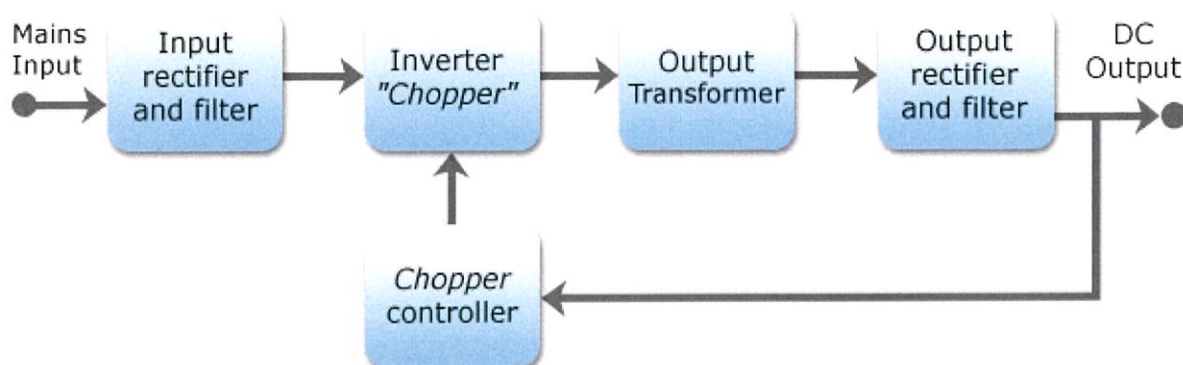 Mains
Input
Input
rectifier
and filter
Inverter
"Chopper"
Output
Transformer
Output
rectifier
and filter
DC
Output
Chopper
controller